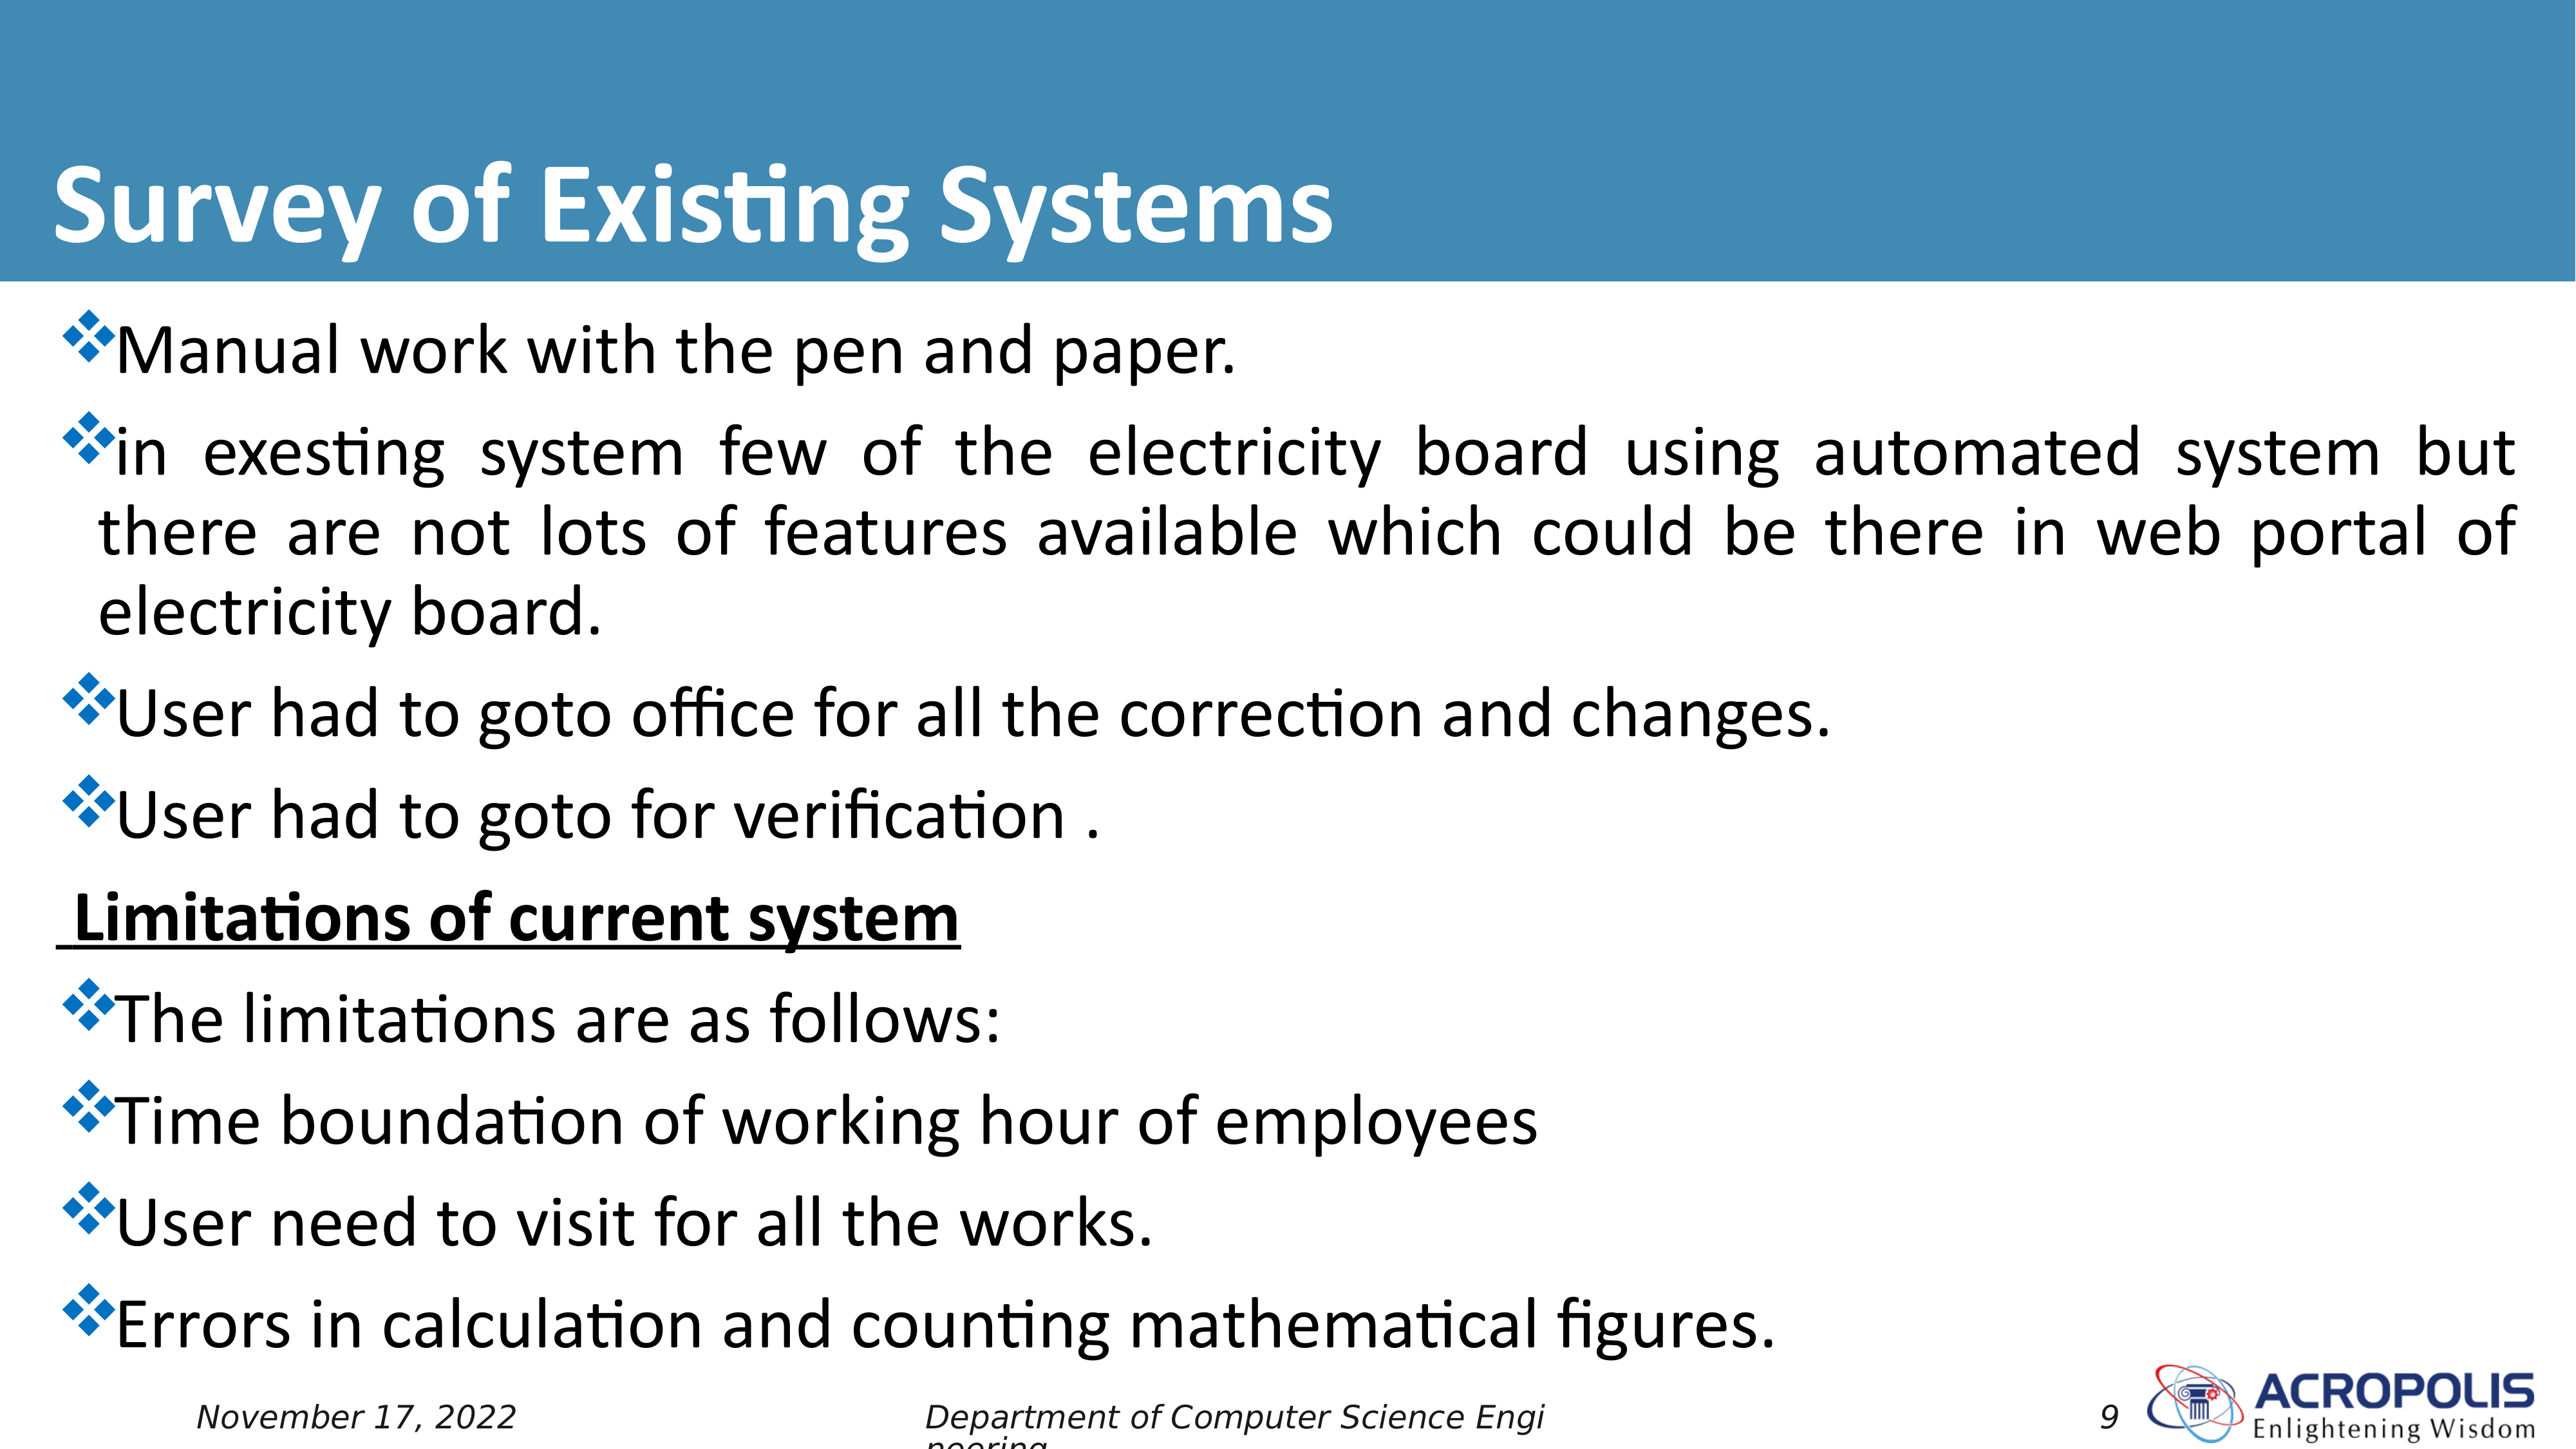 Survey of Existing Systems
❖Manual work with the pen and paper.
❖in exesting system few of the electricity board using automated system but
there are not lots of features available which could be there in web portal of
electricity board.
❖User had to goto office for all the correction and changes.
❖User had to goto for verification .
Limitations of current system
❖The limitations are as follows:
❖Time boundation of working hour of employees
❖User need to visit for all the works.
❖Errors in calculation and counting mathematical figures.
November 17, 2022
Department of Computer Science Engi
neering
9
ACROPOLIS
Enlightening Wisdom